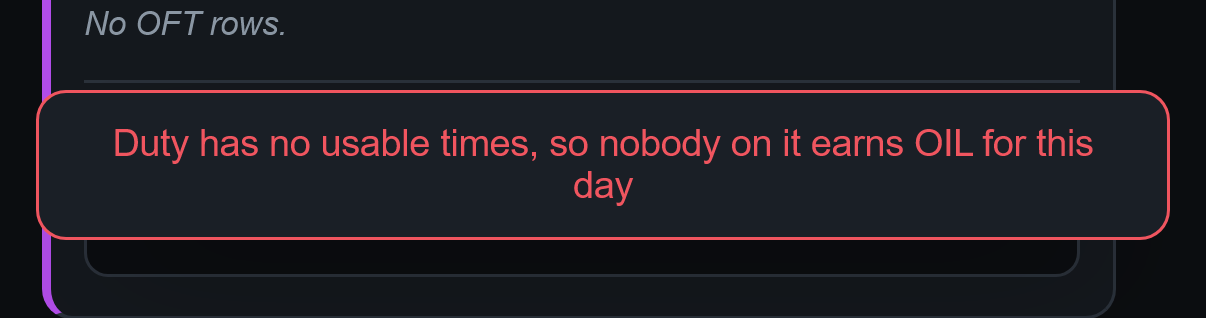 No OFT rows.
Duty has no usable times, so nobody on it earns OIL for this
day